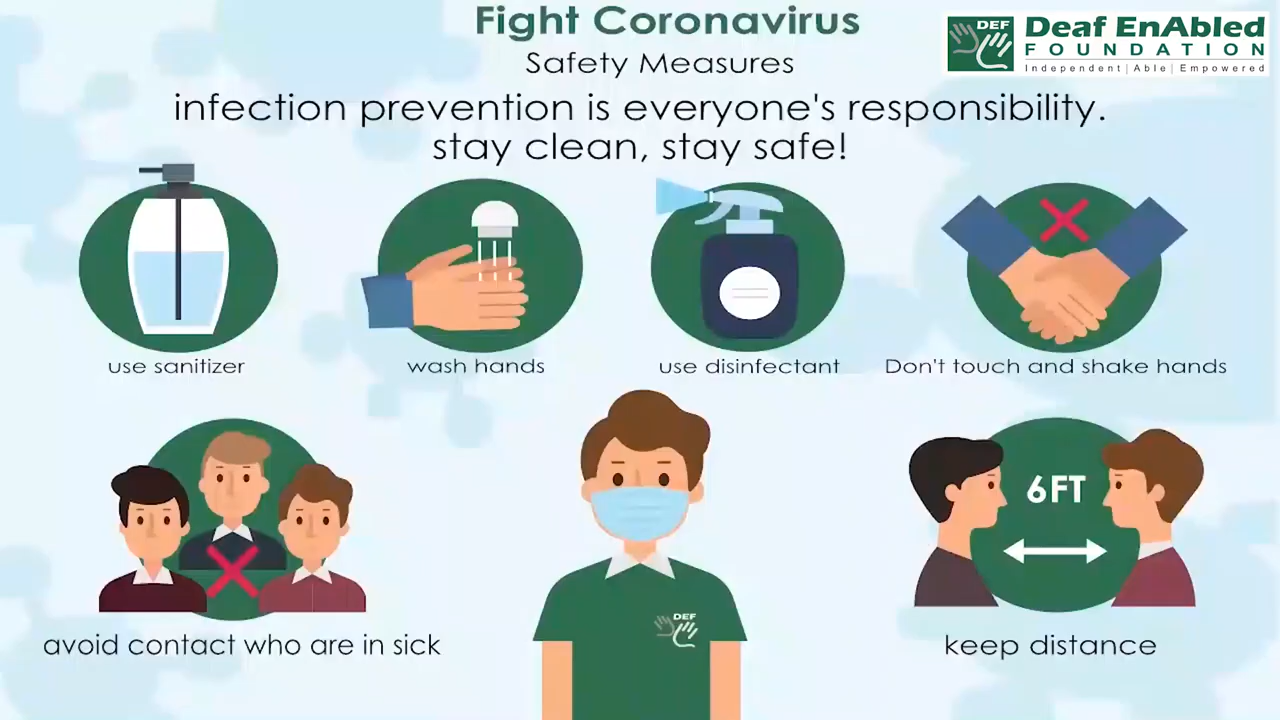 Fight Coronavirus
Safety Measures
infection prevention is everyone's responsibility.
stay clean, stay safe!
DEF
Deaf EnAbled
FOUNDATION
Independent | Able | Empowered
use sanitizer
wash hands
use disinfectant
Don't touch and shake hands
6 FT
DEF
avoid contact who are in sick
keep distance